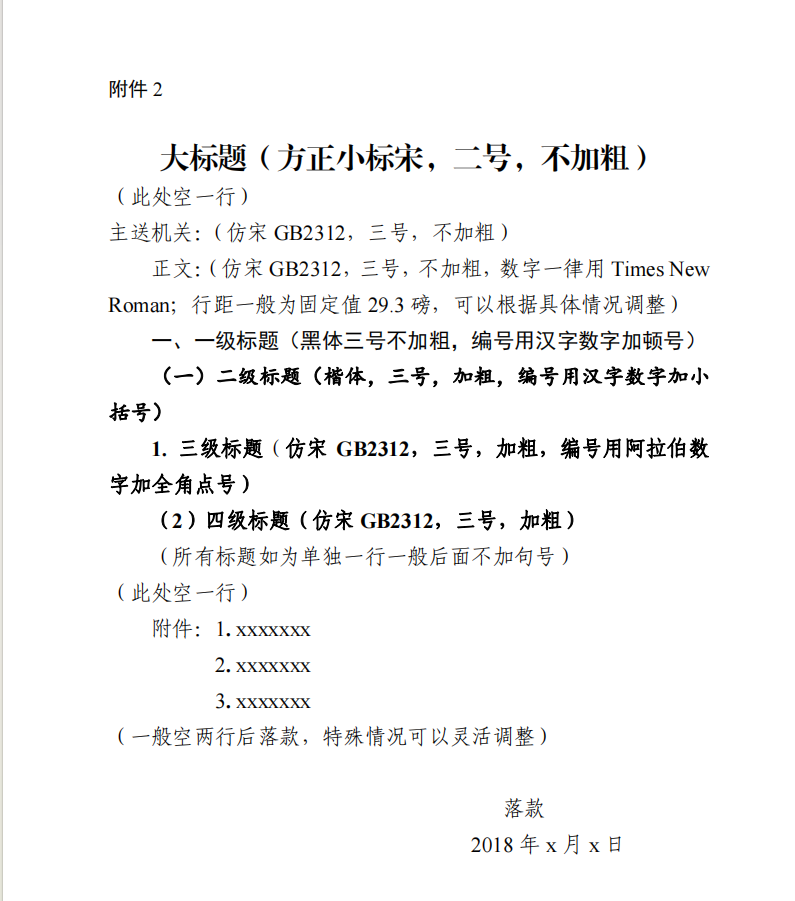 附件 2
大标题（方正小标宋，二号，不加粗）
（此处空一行）
主送机关：（仿宋 GB2312，三号，不加粗）
正文：（仿宋 GB2312，三号，不加粗，数字一律用 Times New
Roman；行距一般为固定值 29.3 磅，可以根据具体情况调整）
一、一级标题（黑体三号不加粗，编号用汉字数字加顿号）
（一）二级标题（楷体，三号，加粗，编号用汉字数字加小
括号）
1. 三级标题（仿宋 GB2312，三号，加粗，编号用阿拉伯数
字加全角点号）
（2）四级标题（仿宋 GB2312，三号，加粗）
（所有标题如为单独一行一般后面不加句号）
（此处空一行）
附件：1. xxxxxxx
2. xxxxxxx
3. xxxxxxx
（一般空两行后落款，特殊情况可以灵活调整）
落款
2018 年 x 月 x 日